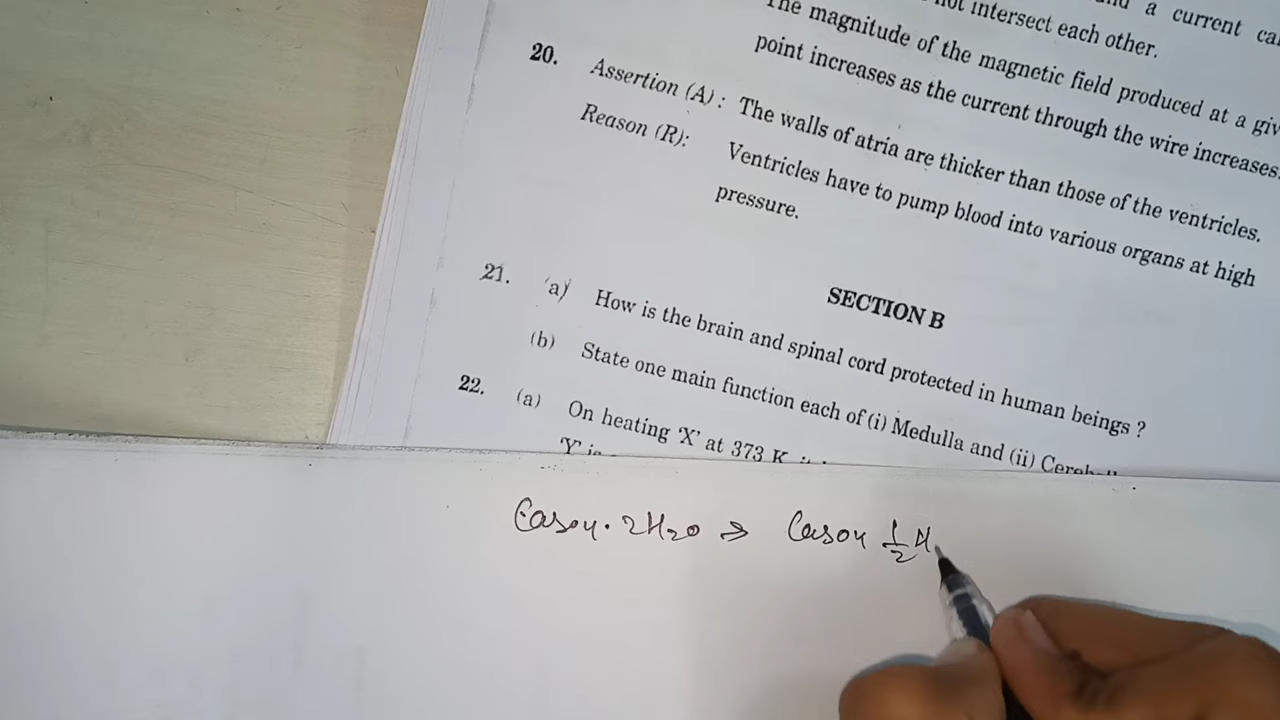 a current
not intersect each other.
The magnitude of the magnetic field produced at a
point increases as the current through the wire increases.
20. Assertion (A) : The walls of atria are thicker than those of the ventricles.
Reason (R): Ventricles have to pump blood into various organs at high
pressure.
SECTION B
21. (a) How is the brain and spinal cord protected in human beings ?
(b) State one main function each of (i) Medulla and (ii)
22. (a) On heating 'X' at 373 K
'Y' is
CaSO4. 2H2O ⇒ CaSO4 1/2 H